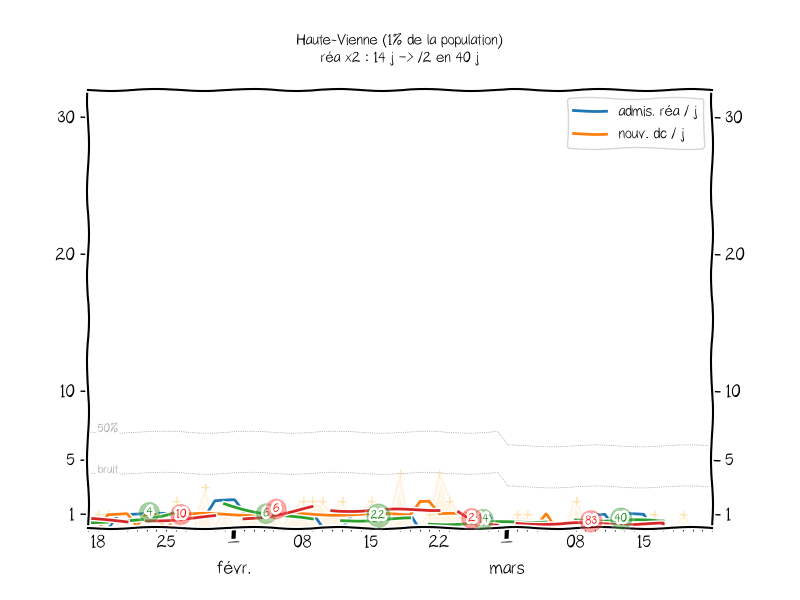 Haute-Vienne (1% de la population)
réa x2 : 14 j -> /2 en 40 j
admis. réa / j
nouv. dc / j
30 30
20 20
10 10
50%
5 5
bruit
1 1
4 10 6 6 22 2 4 83 40
18 25 1 08 15 22 1 08 15
févr. mars